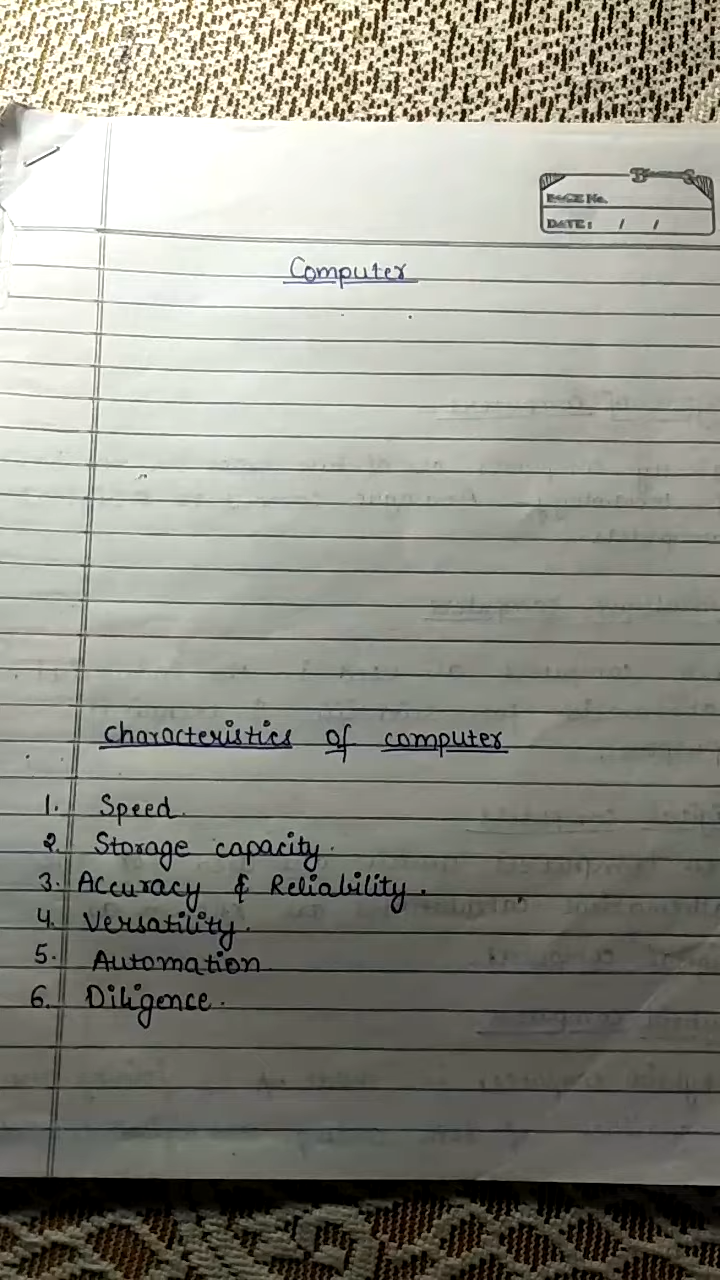 PAGE No.
DATE: / /
Computer
Characteristics of computer
1. Speed.
2. Storage capacity.
3. Accuracy & Reliability.
4. Versatility.
5. Automation
6. Diligence.